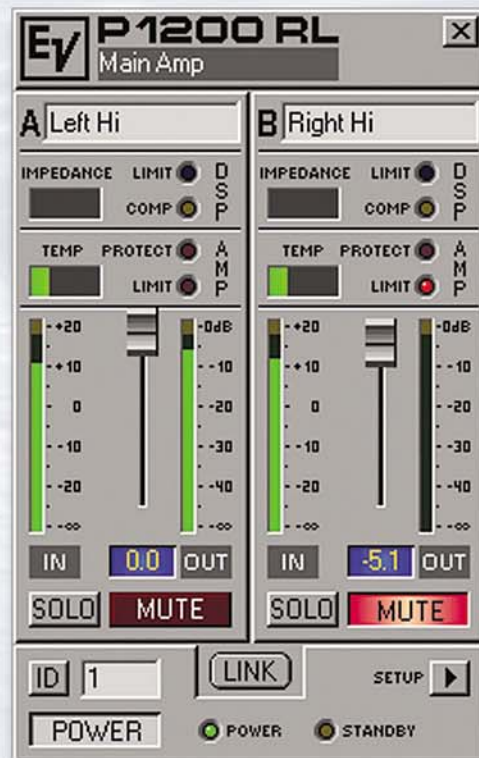 EV P1200 RL
Main Amp
A Left Hi
IMPEDANCE LIMIT DSP
COMP
TEMP PROTECT AMP
LIMIT
+20 -0dB
+10 -10
0 -20
-10 -30
-20 -40
-∞ -∞
IN 0.0 OUT
SOLO MUTE
B Right Hi
IMPEDANCE LIMIT DSP
COMP
TEMP PROTECT AMP
LIMIT
+20 -0dB
+10 -10
0 -20
-10 -30
-20 -40
-∞ -∞
IN -5.1 OUT
SOLO MUTE
ID 1 LINK SETUP
POWER POWER STANDBY